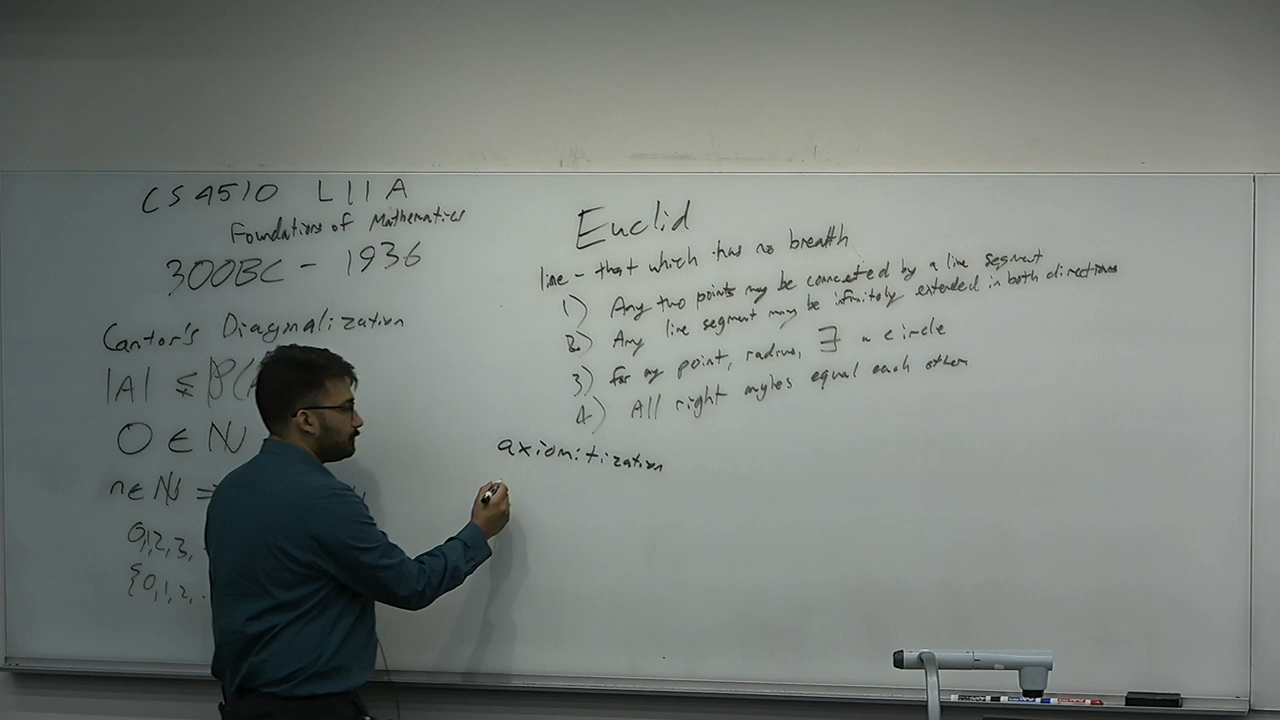 CS 4510 L11A
Foundations of Mathematics
300BC - 1936
Cantor's Diagonalization
|A| ≨ P(
0 ∈ ℕ
n ∈ ℕ ⇒
0,1,2,3,
{0,1,2, .
Euclid
line - that which has no breath
1) Any two points may be connected by a line segment
2) Any line segment may be infinitely extended in both directions
3) for any point, radius, ∃ a circle
4) All right angles equal each other
axiomitization